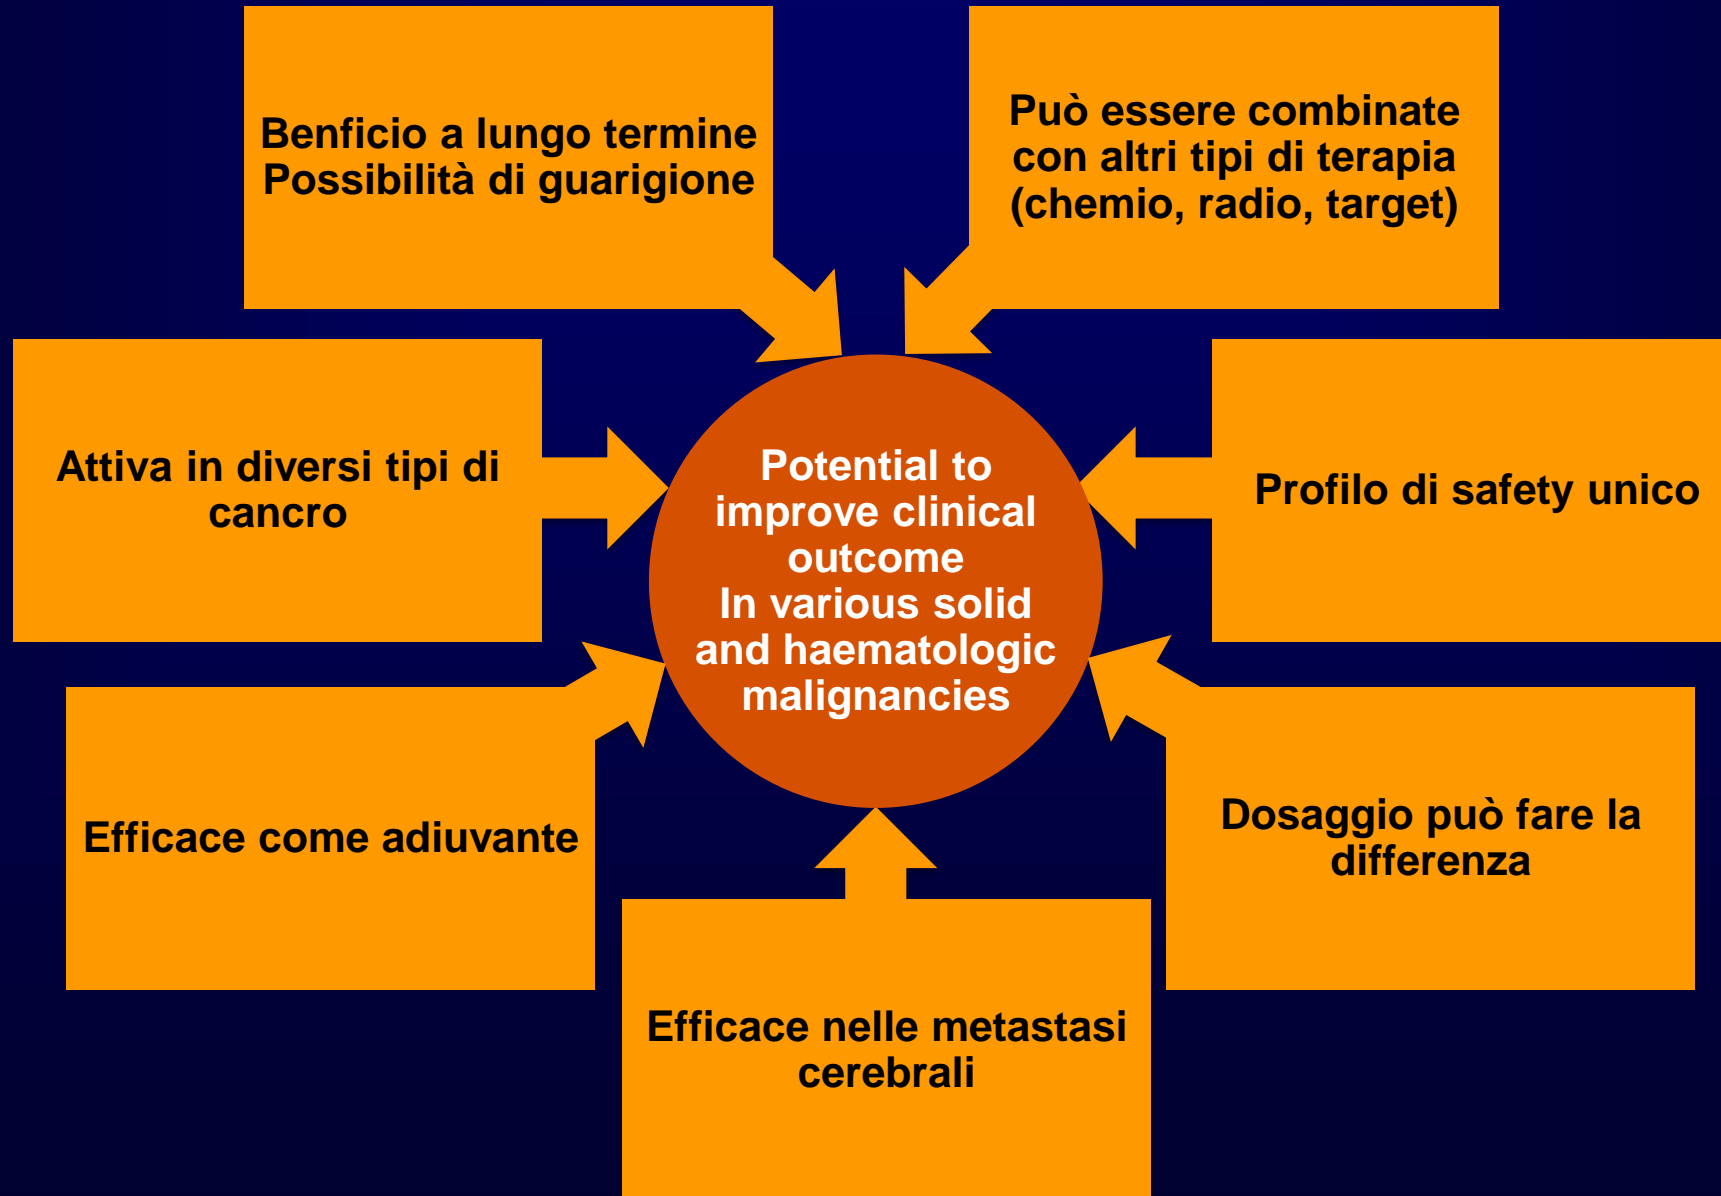 Benficio a lungo termine
Possibilità di guarigione
Può essere combinate
con altri tipi di terapia
(chemio, radio, target)
Attiva in diversi tipi di
cancro
Potential to
improve clinical
outcome
In various solid
and haematologic
malignancies
Profilo di safety unico
Efficace come adiuvante
Dosaggio può fare la
differenza
Efficace nelle metastasi
cerebrali